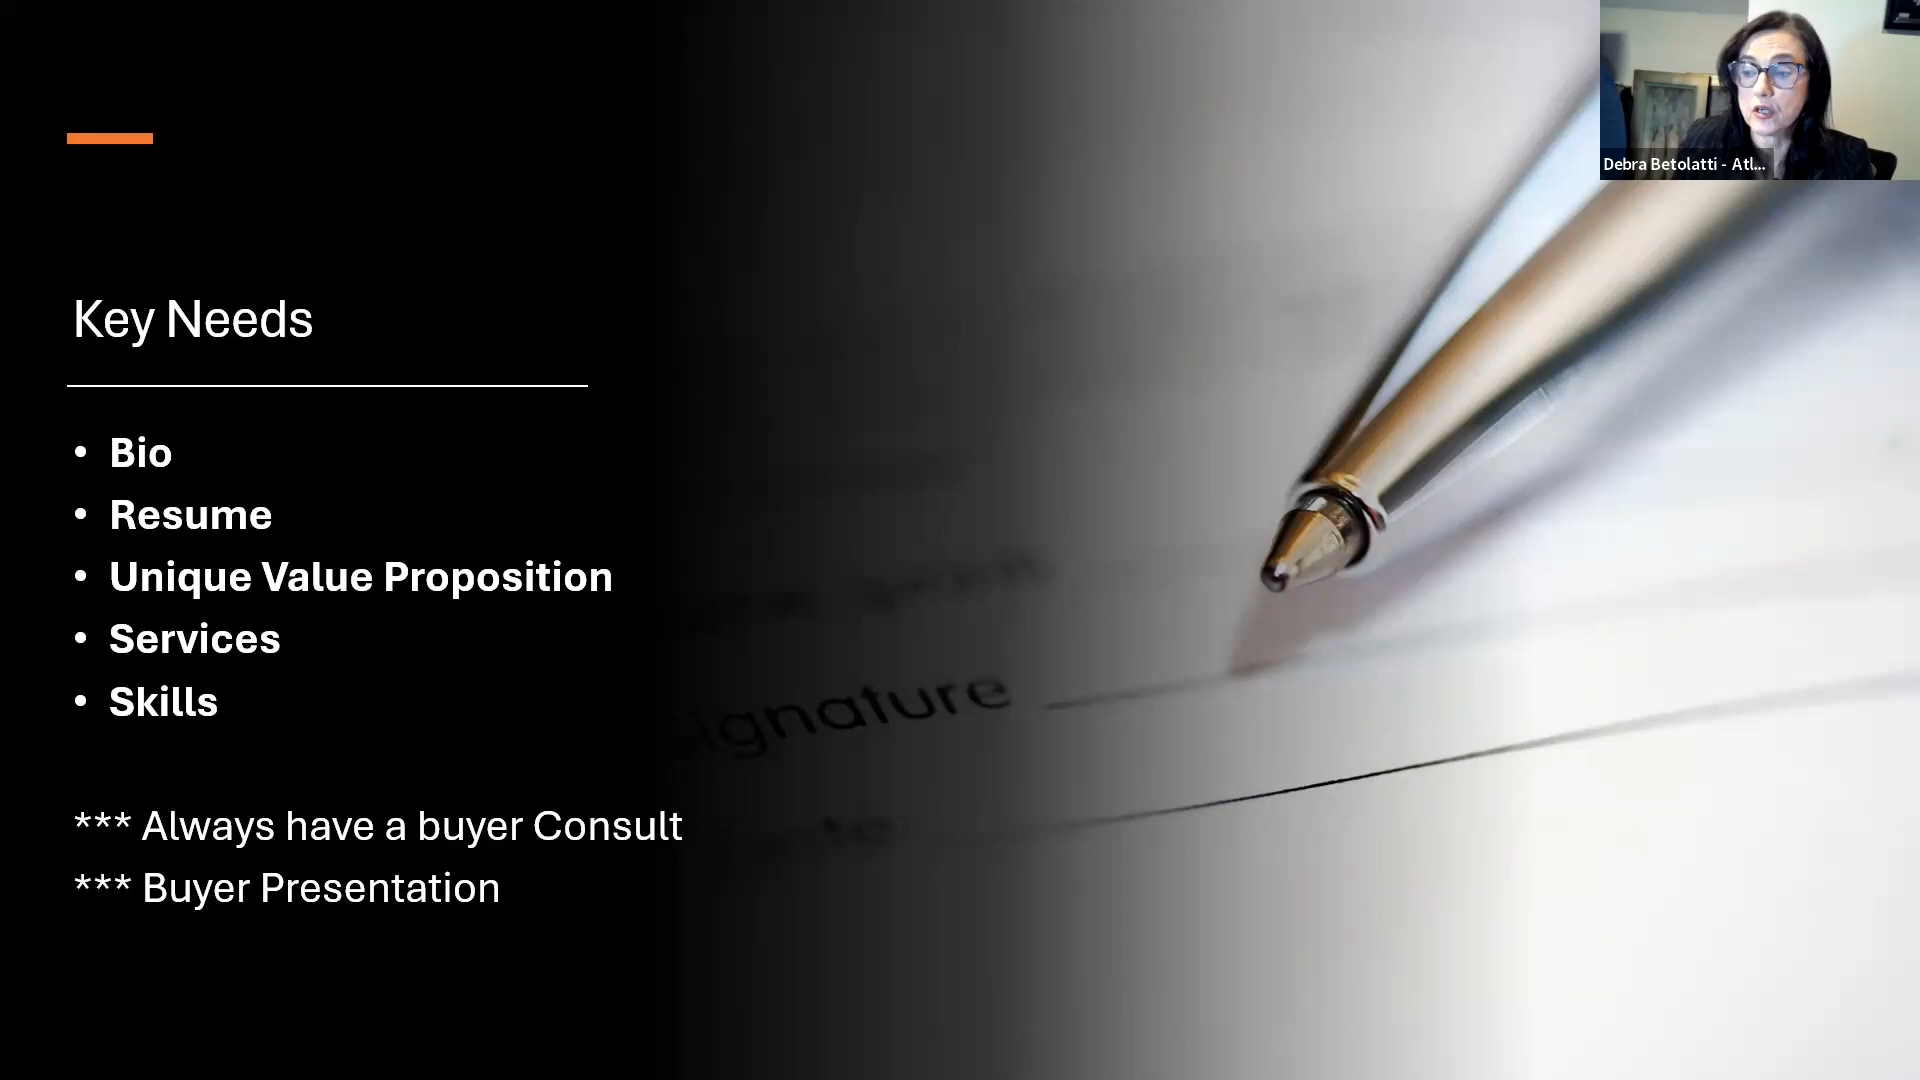 Debra Betolatti - Atl...
Key Needs
• Bio
• Resume
• Unique Value Proposition
• Services
• Skills
signature
*** Always have a buyer Consult
*** Buyer Presentation